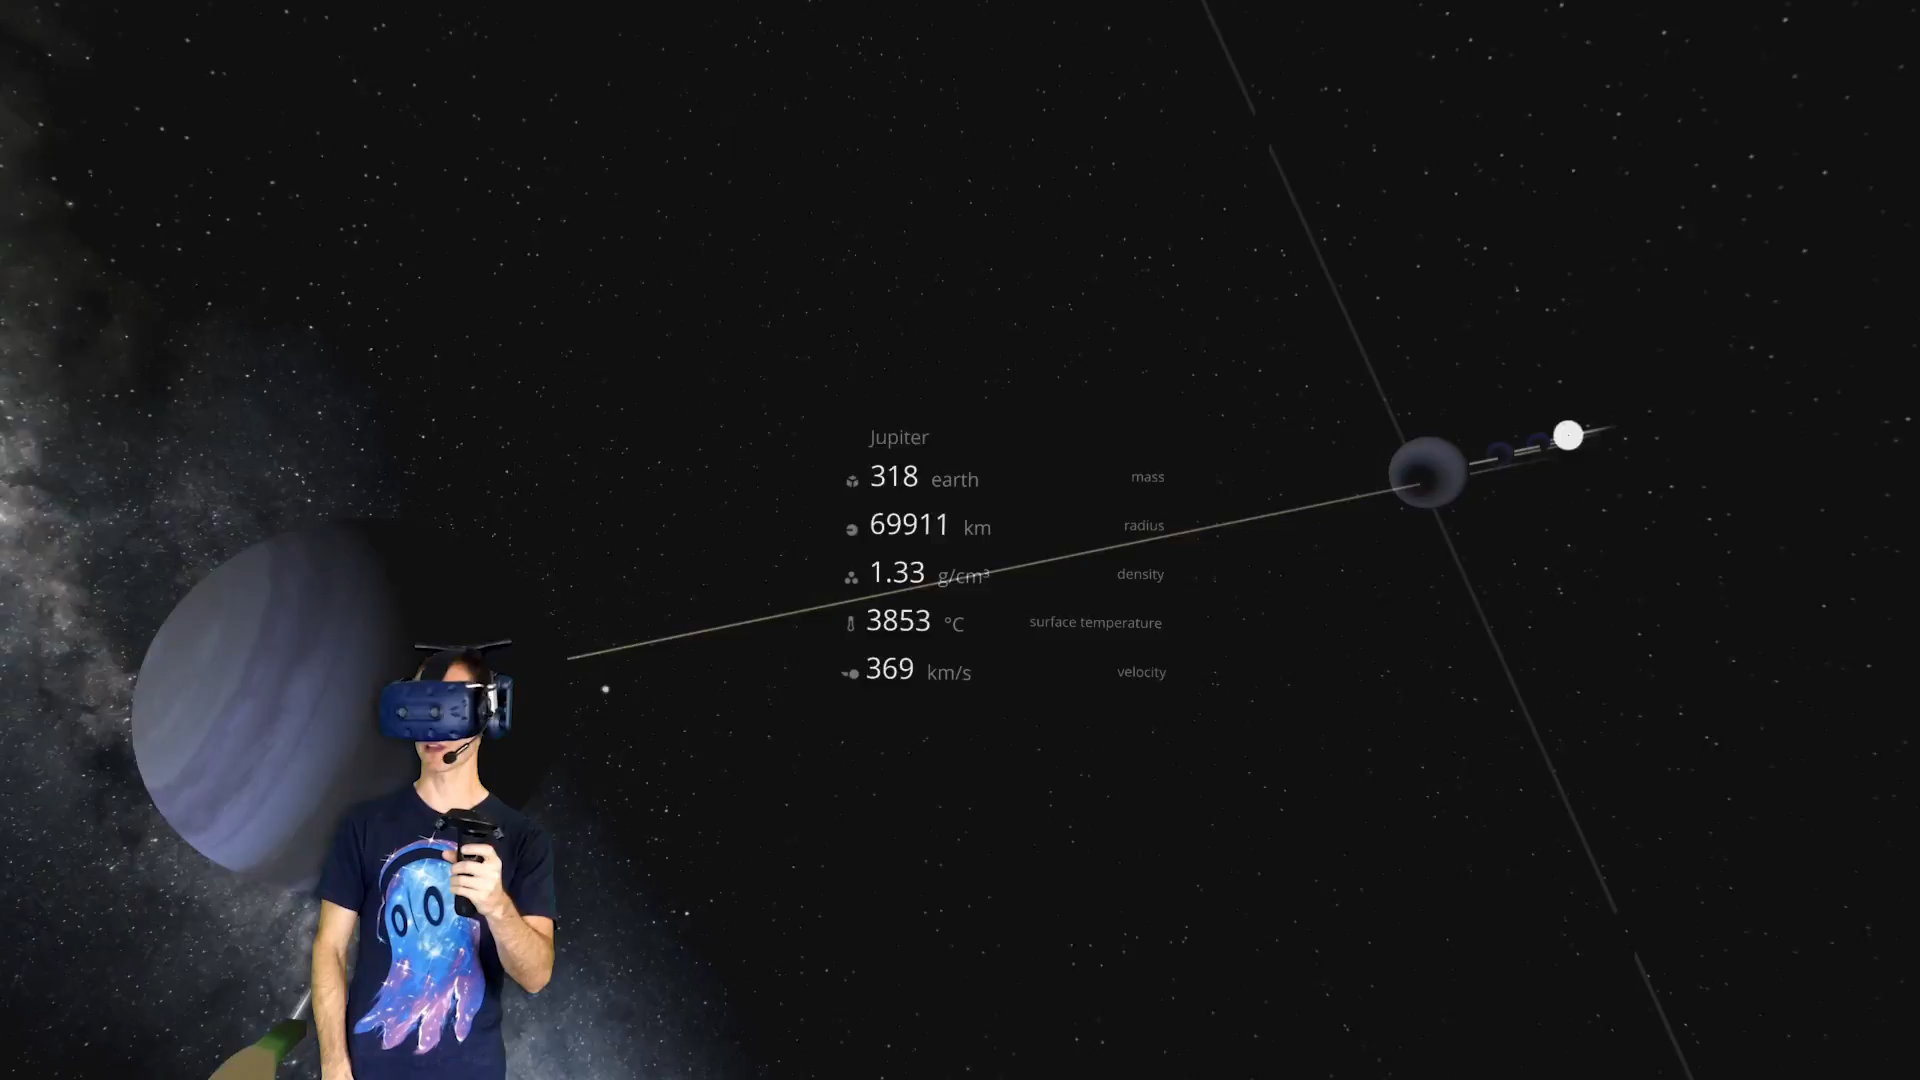 Jupiter
318 earth mass
69911 km radius
1.33 g/cm³ density
3853 °C surface temperature
369 km/s velocity